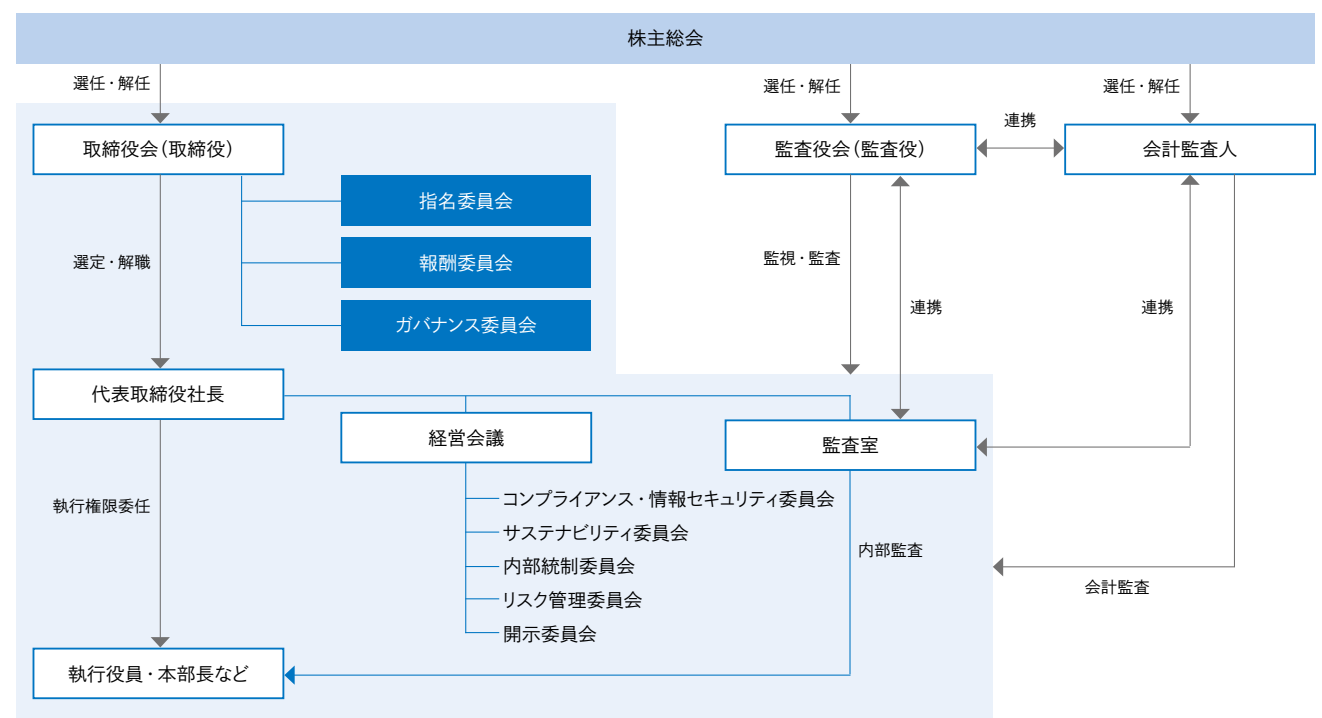 株主総会
選任・解任
選任・解任
選任・解任
取締役会（取締役）
監査役会（監査役）
連携
会計監査人
指名委員会
報酬委員会
ガバナンス委員会
選定・解職
監視・監査
連携
連携
代表取締役社長
経営会議
監査室
執行権限委任
コンプライアンス・情報セキュリティ委員会
サステナビリティ委員会
内部統制委員会
リスク管理委員会
開示委員会
内部監査
会計監査
執行役員・本部長など